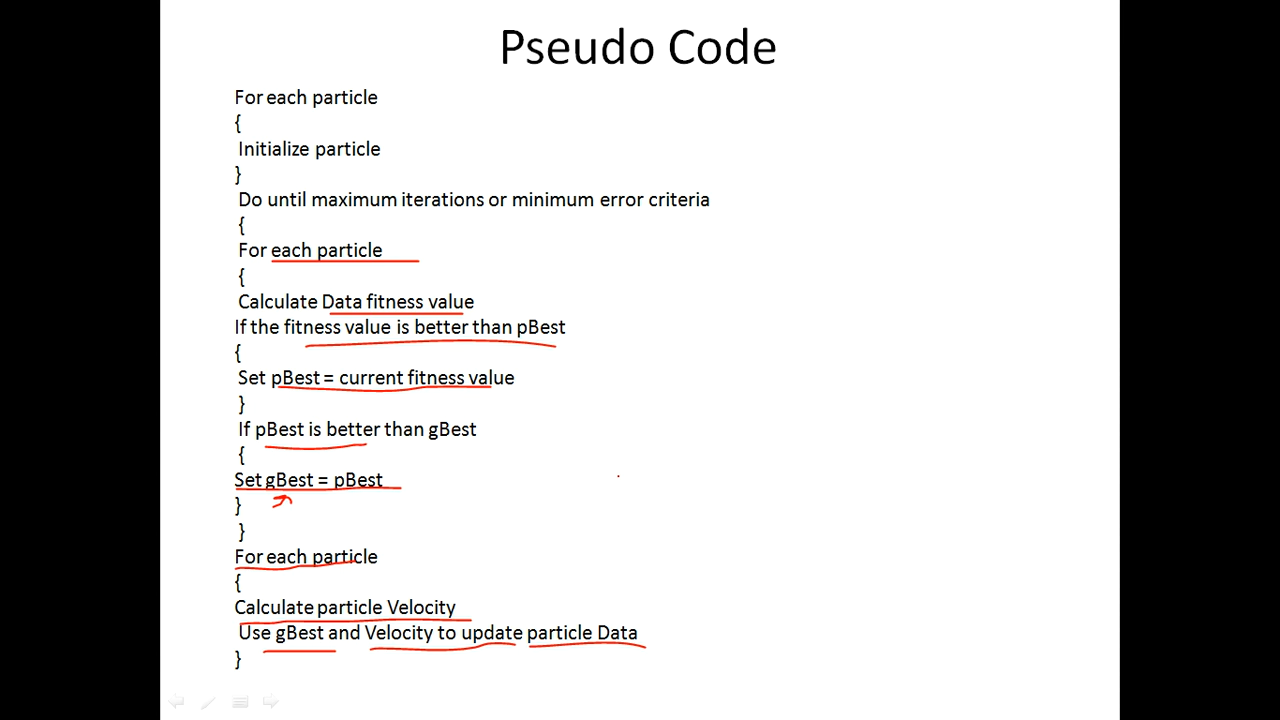 Pseudo Code
For each particle
{
Initialize particle
}
Do until maximum iterations or minimum error criteria
{
For each particle
{
Calculate Data fitness value
If the fitness value is better than pBest
{
Set pBest = current fitness value
}
If pBest is better than gBest
{
Set gBest = pBest
}
}
For each particle
{
Calculate particle Velocity
Use gBest and Velocity to update particle Data
}